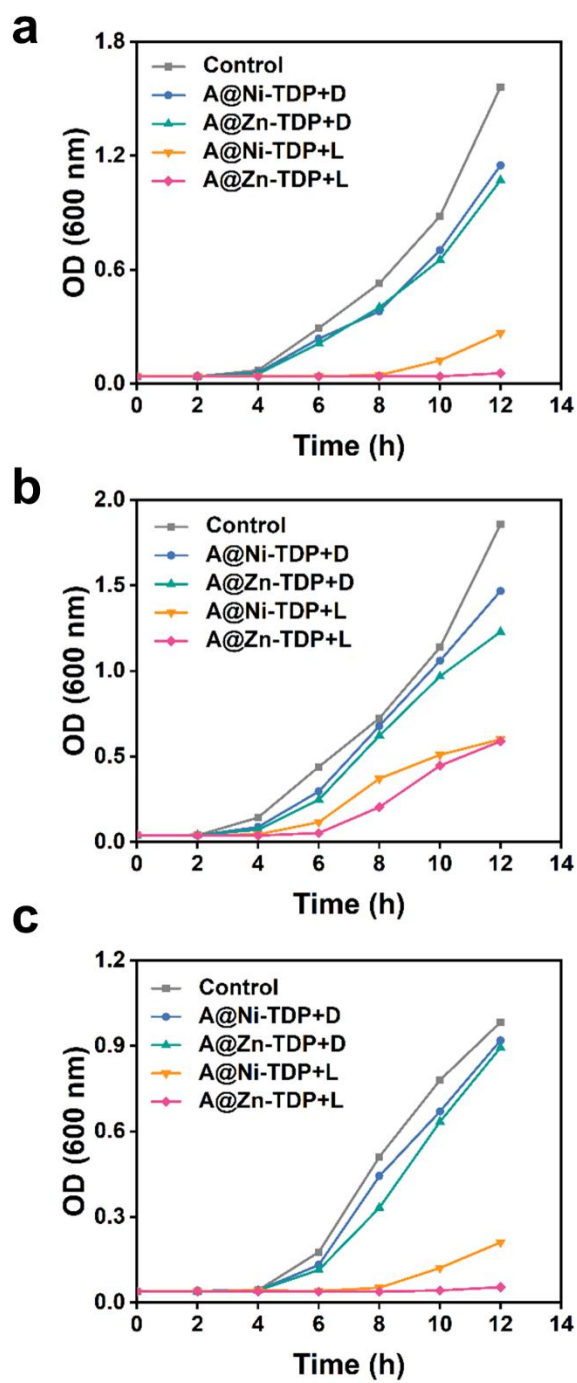 a
1.8
1.2
0.6
0.0
OD (600 nm)
Control
A@Ni-TDP+D
A@Zn-TDP+D
A@Ni-TDP+L
A@Zn-TDP+L
0 2 4 6 8 10 12 14
Time (h)
b
2.0
1.5
1.0
0.5
0.0
OD (600 nm)
Control
A@Ni-TDP+D
A@Zn-TDP+D
A@Ni-TDP+L
A@Zn-TDP+L
0 2 4 6 8 10 12 14
Time (h)
c
1.2
0.9
0.6
0.3
0.0
OD (600 nm)
Control
A@Ni-TDP+D
A@Zn-TDP+D
A@Ni-TDP+L
A@Zn-TDP+L
0 2 4 6 8 10 12 14
Time (h)